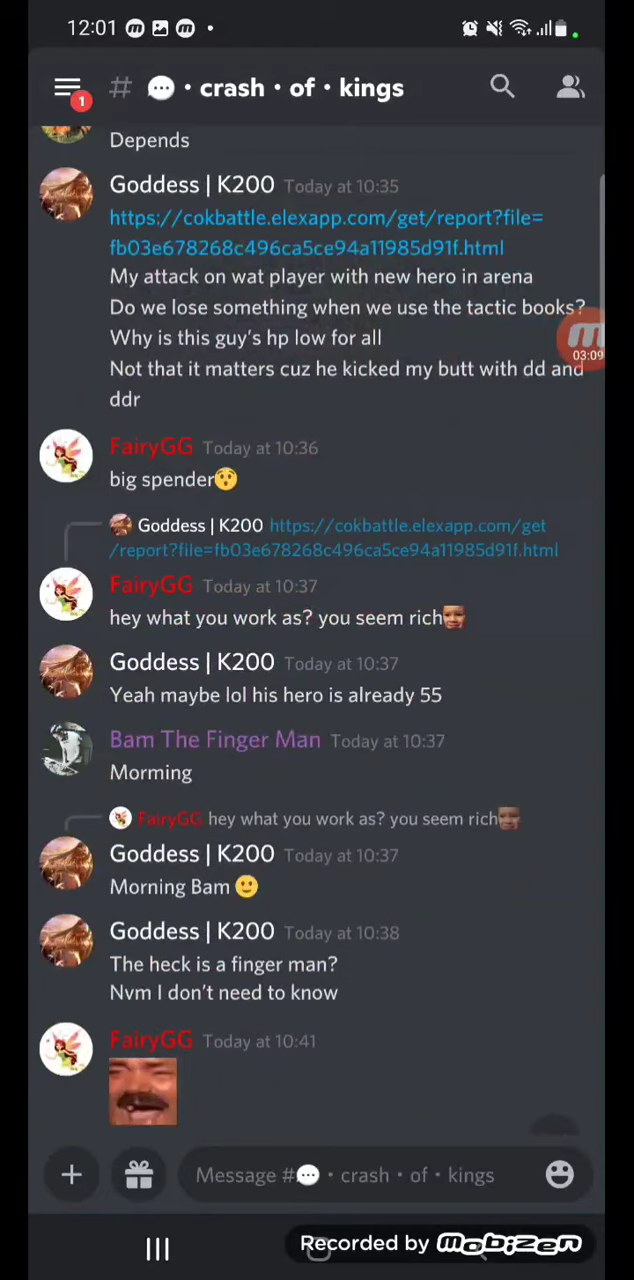 12:01
1
# 💬 · crash · of · kings
Depends
Goddess | K200 Today at 10:35
https://cokbattle.elexapp.com/get/report?file=
fb03e678268c496ca5ce94a11985d91f.html
My attack on wat player with new hero in arena
Do we lose something when we use the tactic books?
Why is this guy's hp low for all
03:09
Not that it matters cuz he kicked my butt with dd and
ddr
FairyGG Today at 10:36
big spender😯
Goddess | K200 https://cokbattle.elexapp.com/get
/report?file=fb03e678268c496ca5ce94a11985d91f.html
FairyGG Today at 10:37
hey what you work as? you seem rich
Goddess | K200 Today at 10:37
Yeah maybe lol his hero is already 55
Bam The Finger Man Today at 10:37
Morming
FairyGG hey what you work as? you seem rich
Goddess | K200 Today at 10:37
Morning Bam 🙂
Goddess | K200 Today at 10:38
The heck is a finger man?
Nvm I don't need to know
FairyGG Today at 10:41
Message #💬 · crash · of · kings
Recorded by mobizen